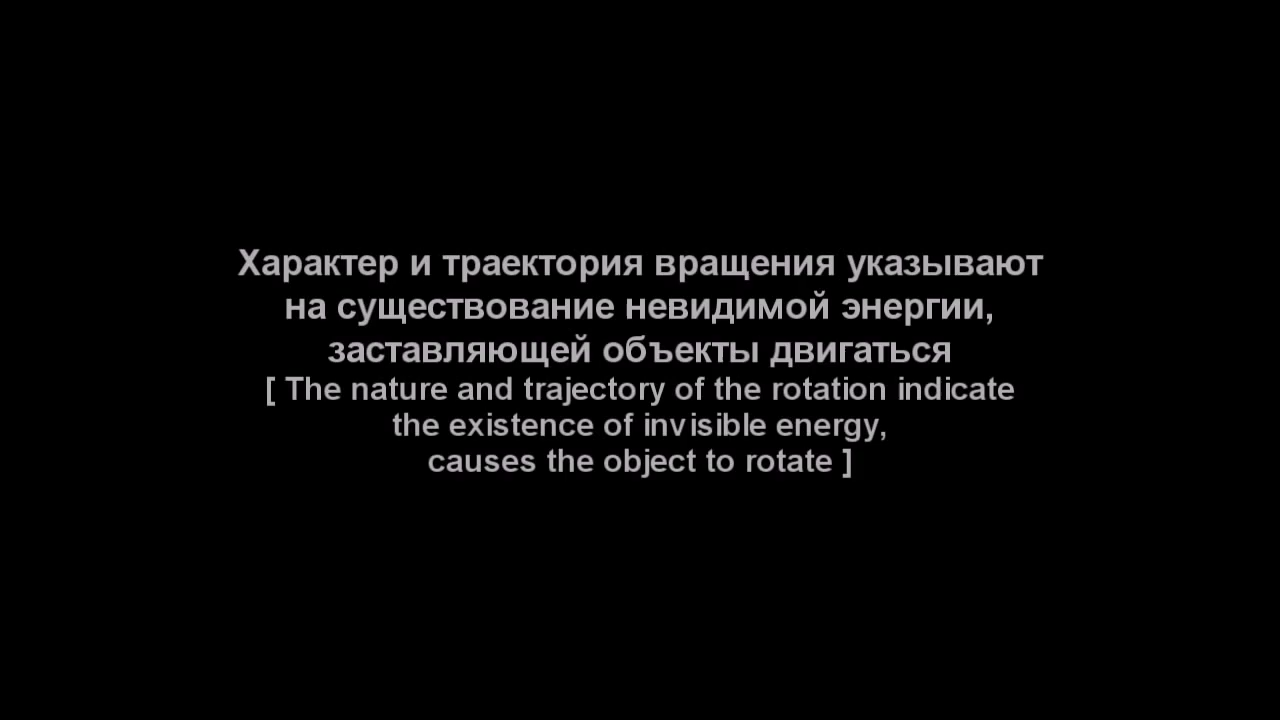 Характер и траектория вращения указывают
на существование невидимой энергии,
заставляющей объекты двигаться
[ The nature and trajectory of the rotation indicate
the existence of invisible energy,
causes the object to rotate ]